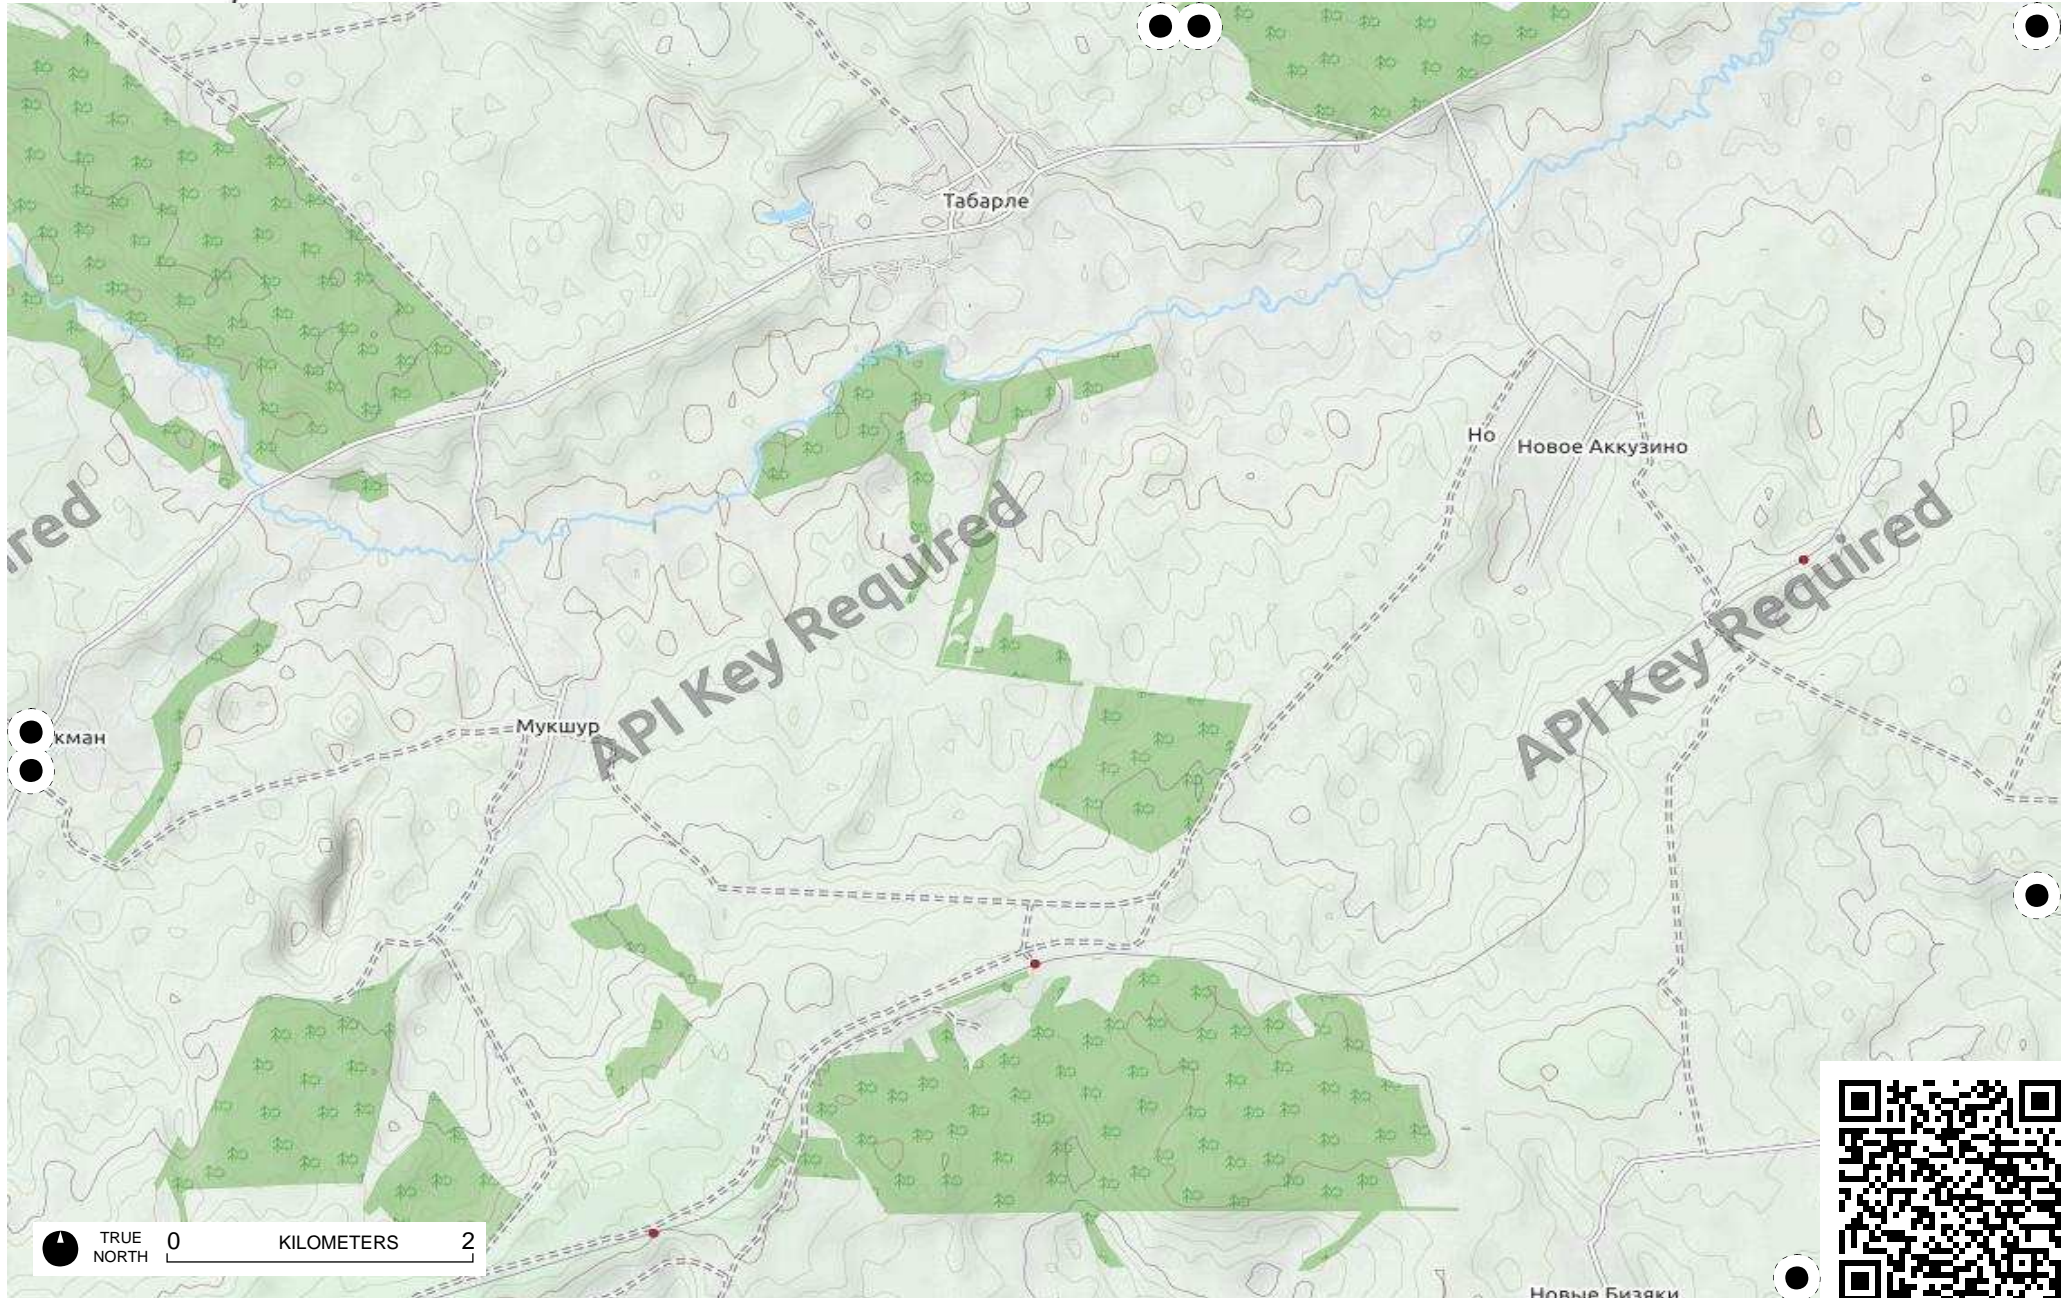 Табарле
Но
Новое Аккузино
ired
API Key Required
API Key Required
Мукшур
кман
TRUE
NORTH
0
KILOMETERS
2
Новые Бизяки